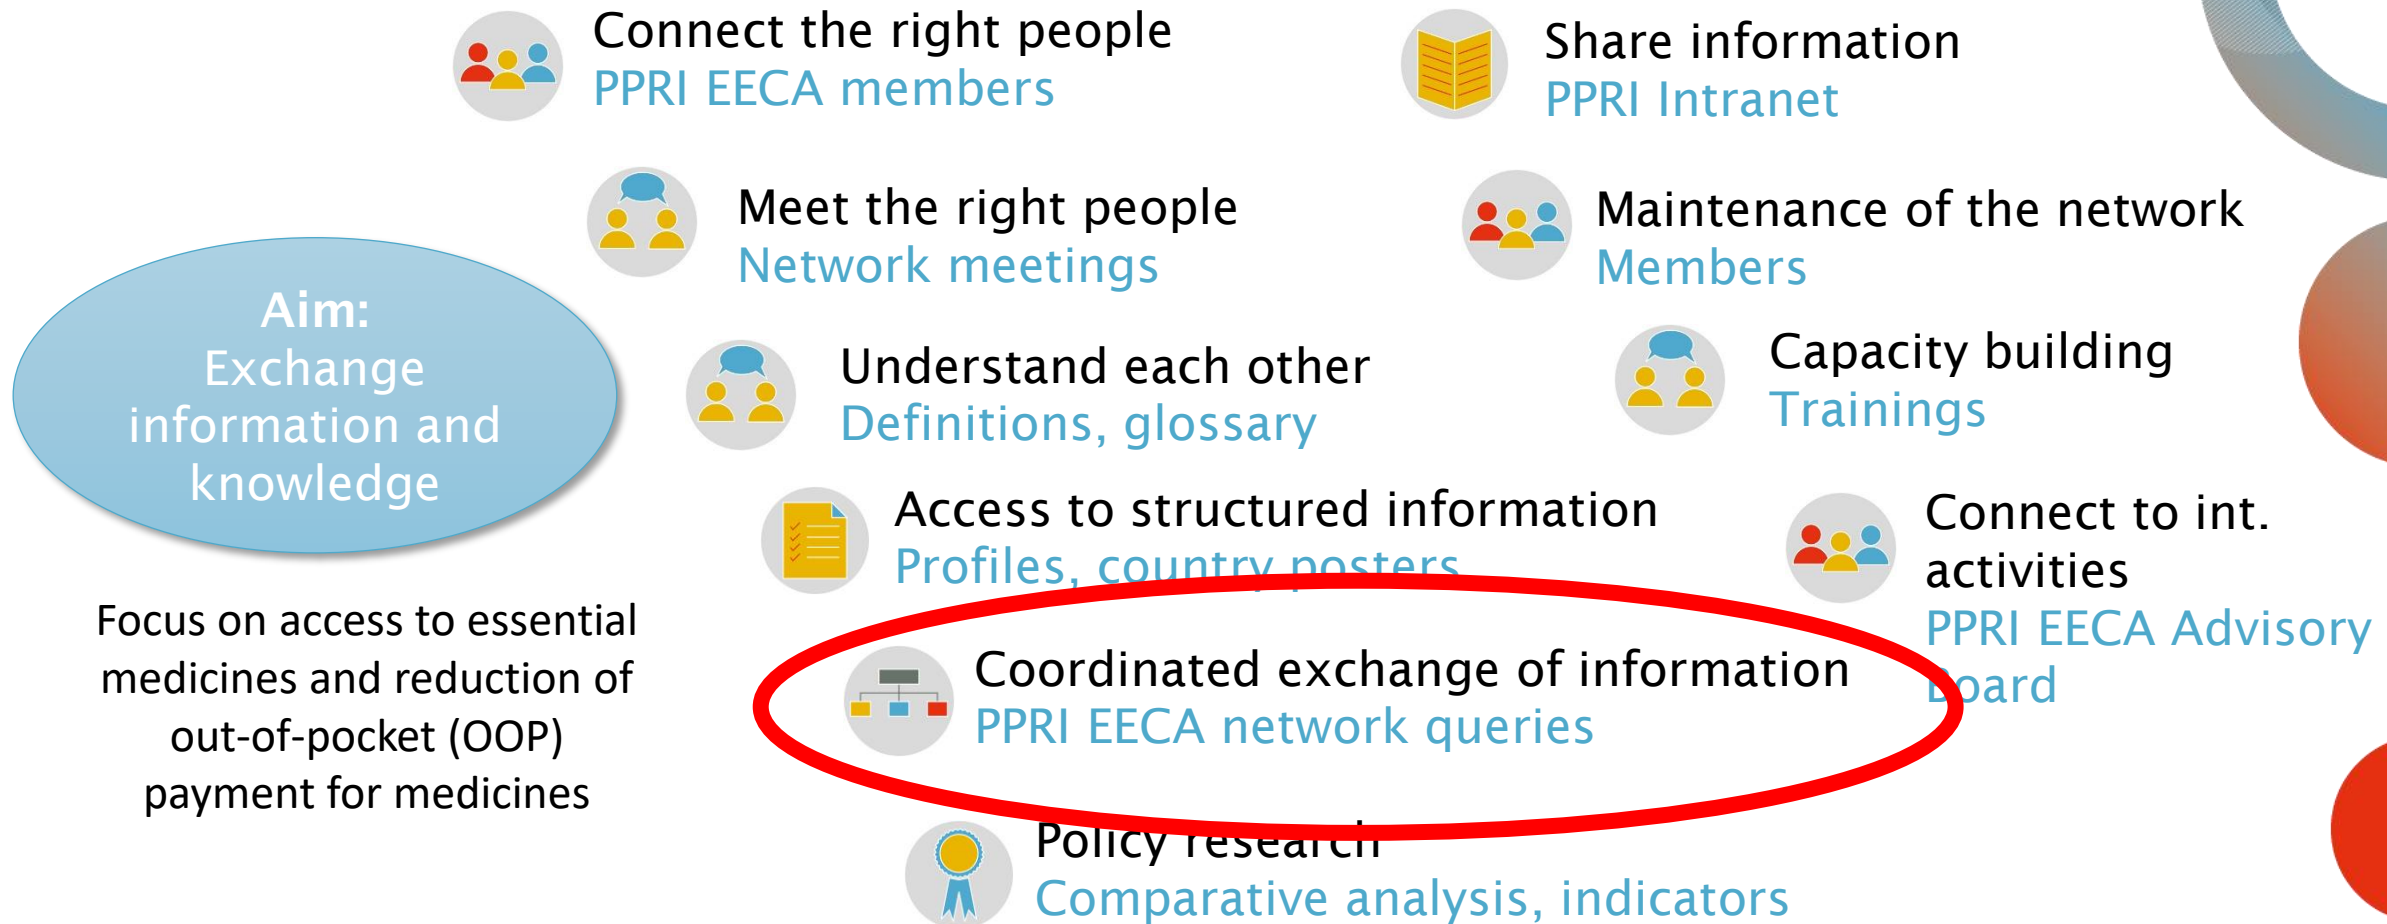 Connect the right people
PPRI EECA members
Share information
PPRI Intranet
Meet the right people
Network meetings
Maintenance of the network
Members
Aim:
Exchange
information and
knowledge
Understand each other
Definitions, glossary
Capacity building
Trainings
Access to structured information
Profiles, country posters
Connect to int.
activities
PPRI EECA Advisory
Board
Focus on access to essential
medicines and reduction of
out-of-pocket (OOP)
payment for medicines
Coordinated exchange of information
PPRI EECA network queries
Policy research
Comparative analysis, indicators